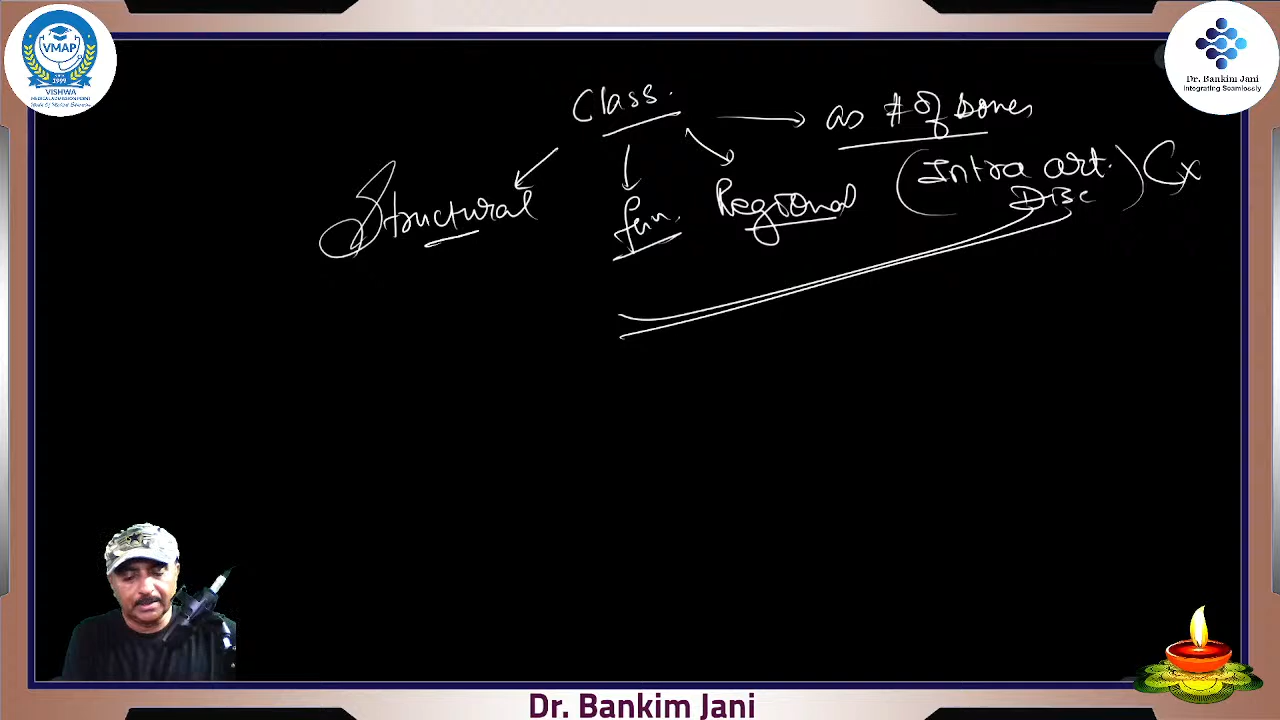 VMAP
VISHWA
Dr. Bankim Jani
Integrating Seamlessly
Class.
as # of bones
Structural
fun.
Regional
(Intra art. Disc) Cx
Dr. Bankim Jani